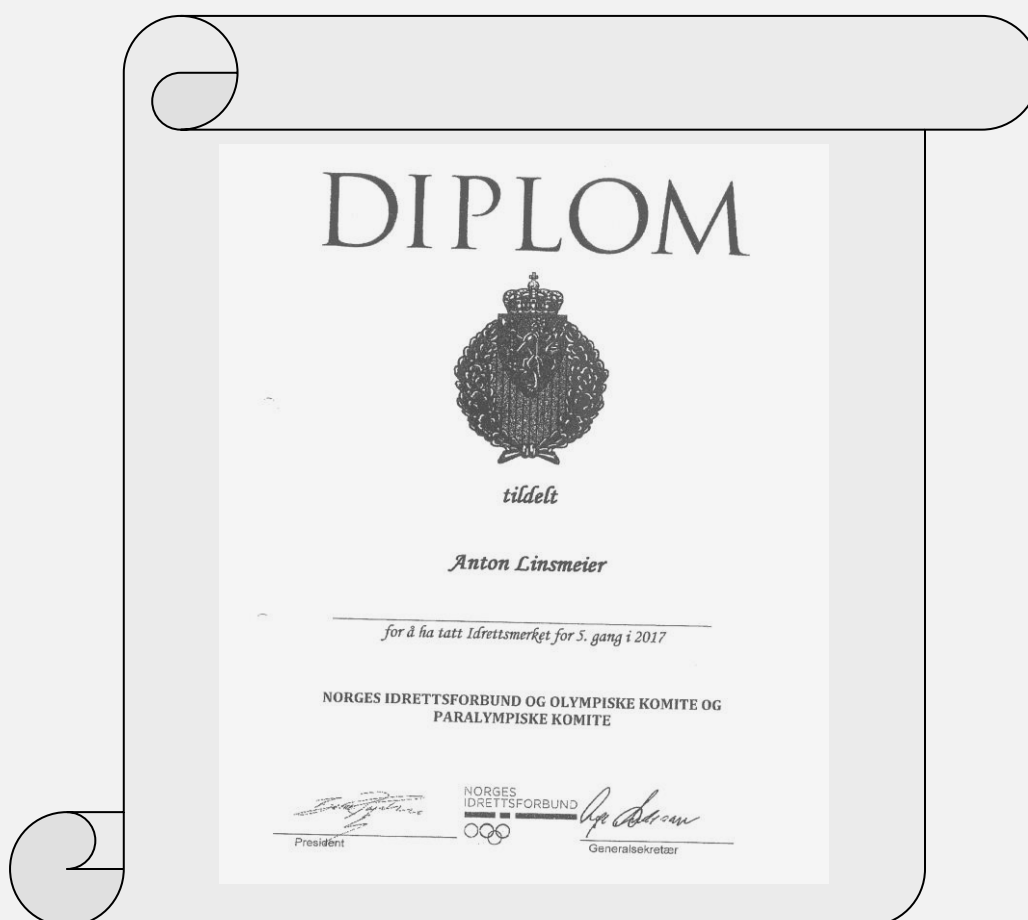 DIPLOM
tildelt
Anton Linsmeier
for å ha tatt Idrettsmerket for 5. gang i 2017
NORGES IDRETTSFORBUND OG OLYMPISKE KOMITE OG
PARALYMPISKE KOMITE
NORGES
IDRETTSFORBUND
President
Generalsekretær